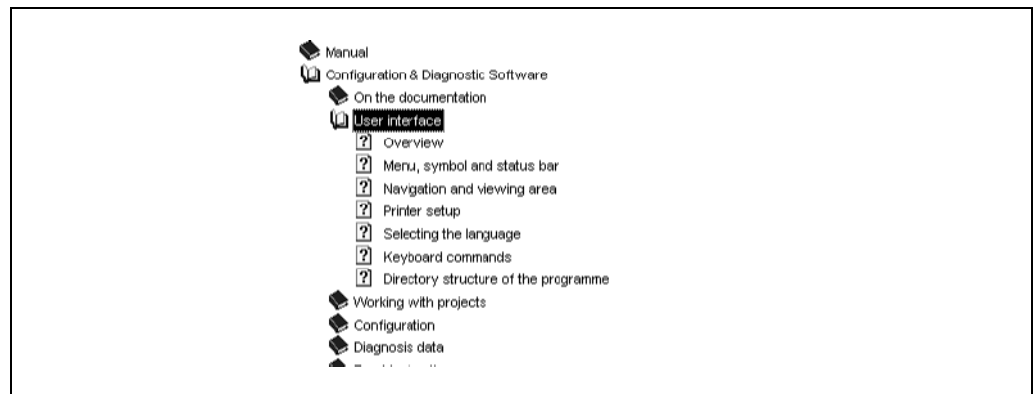 Manual
Configuration & Diagnostic Software
On the documentation
User interface
Overview
Menu, symbol and status bar
Navigation and viewing area
Printer setup
Selecting the language
Keyboard commands
Directory structure of the programme
Working with projects
Configuration
Diagnosis data